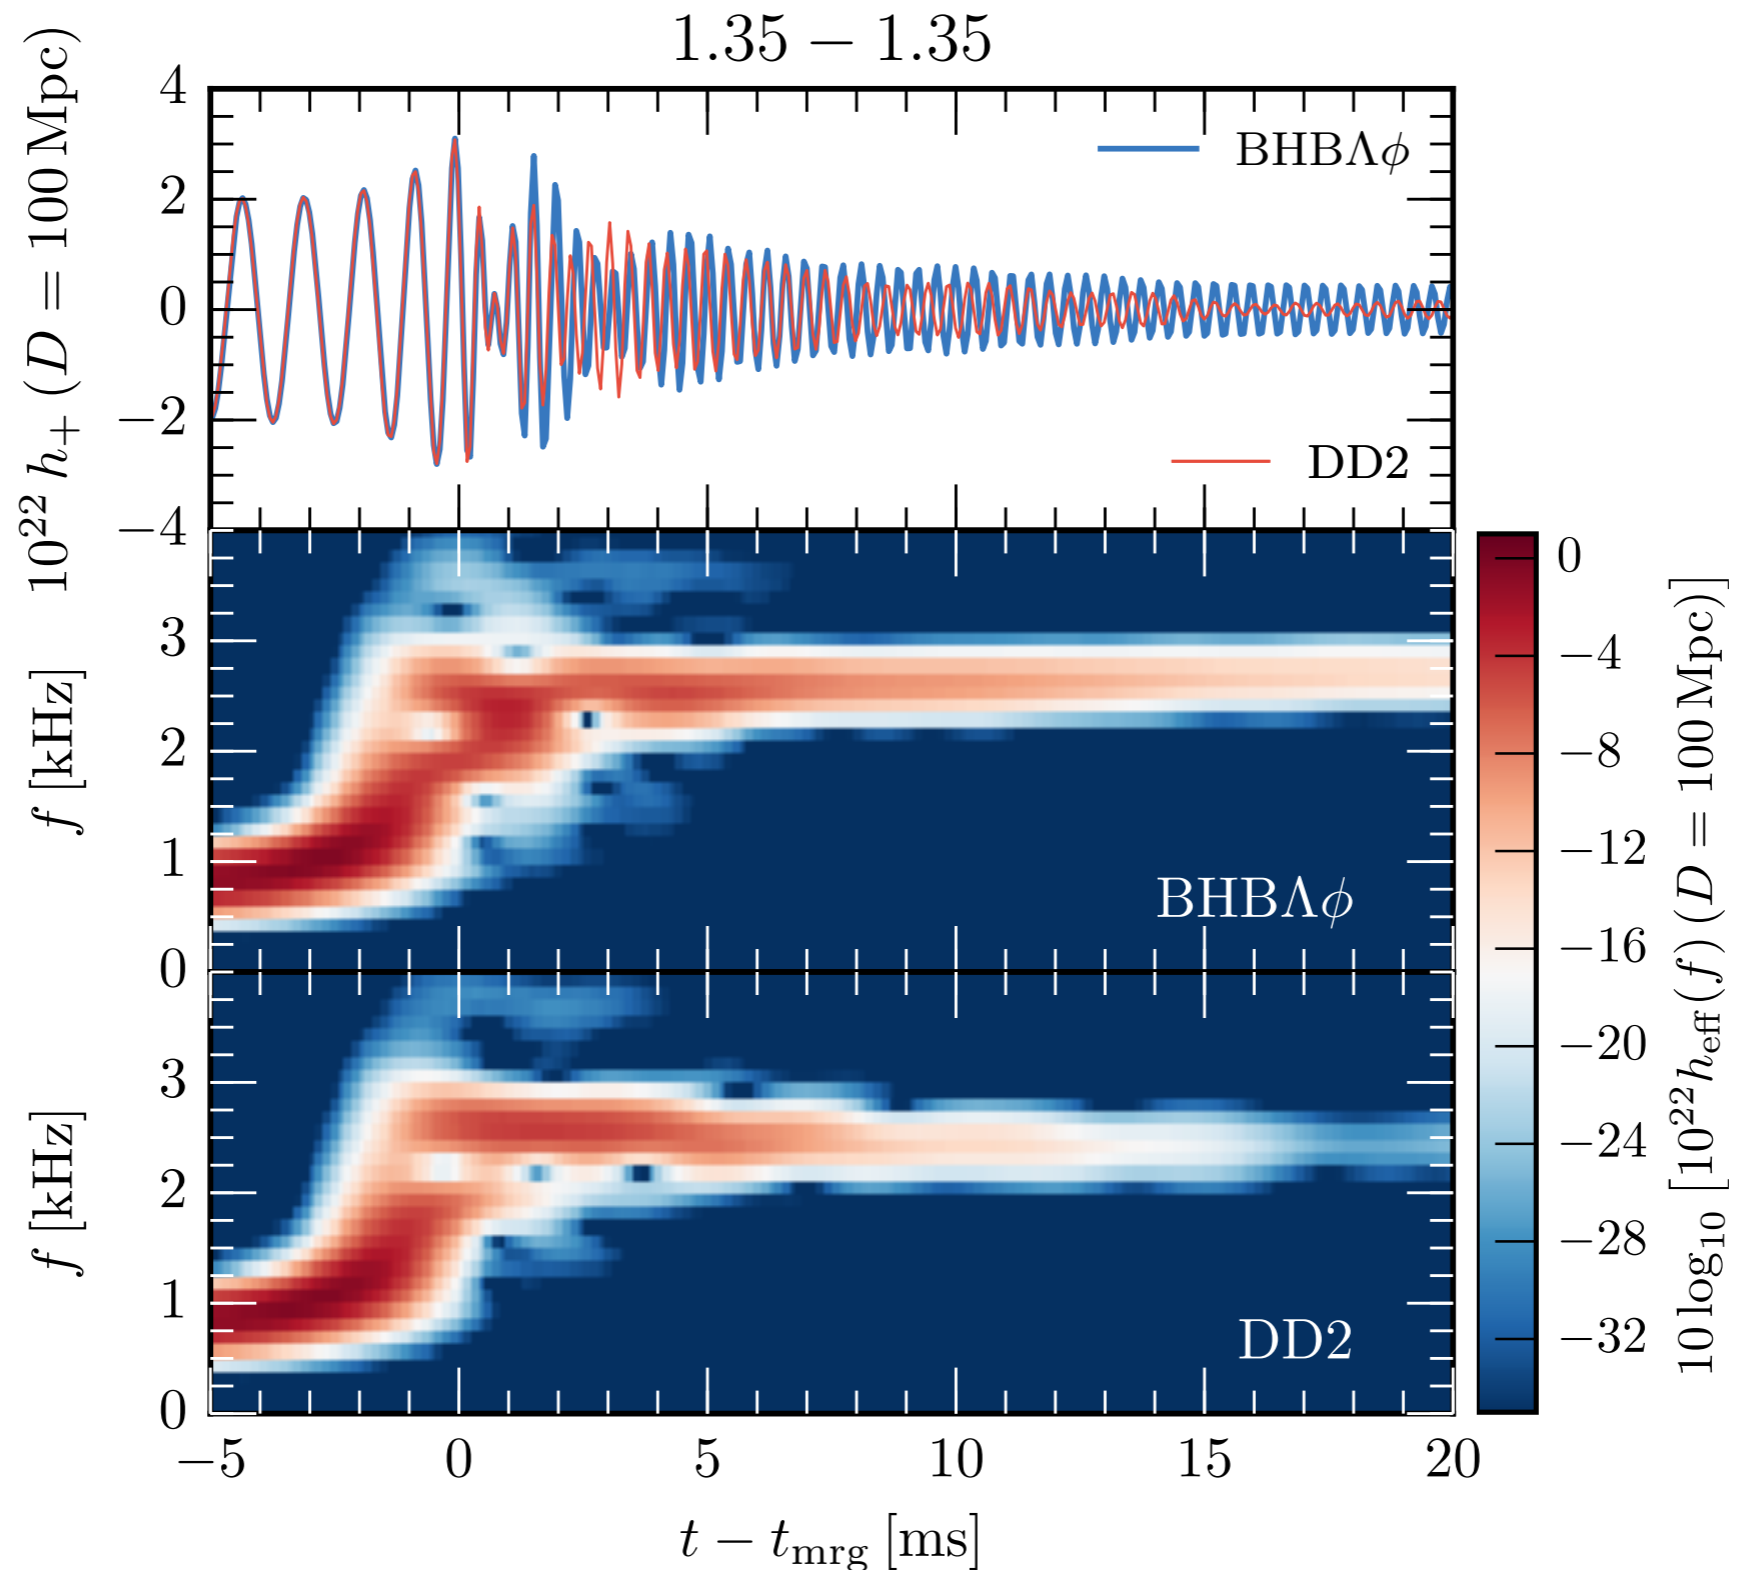 1.35 − 1.35
10²² h₊ (D = 100 Mpc)
4
2
0
−2
−4
BHBΛϕ
DD2
f [kHz]
3
2
1
0
BHBΛϕ
f [kHz]
3
2
1
0
DD2
−5 0 5 10 15 20
t − t_mrg [ms]
0
−4
−8
−12
−16
−20
−24
−28
−32
10 log₁₀ [10²² h_eff(f) (D = 100 Mpc)]